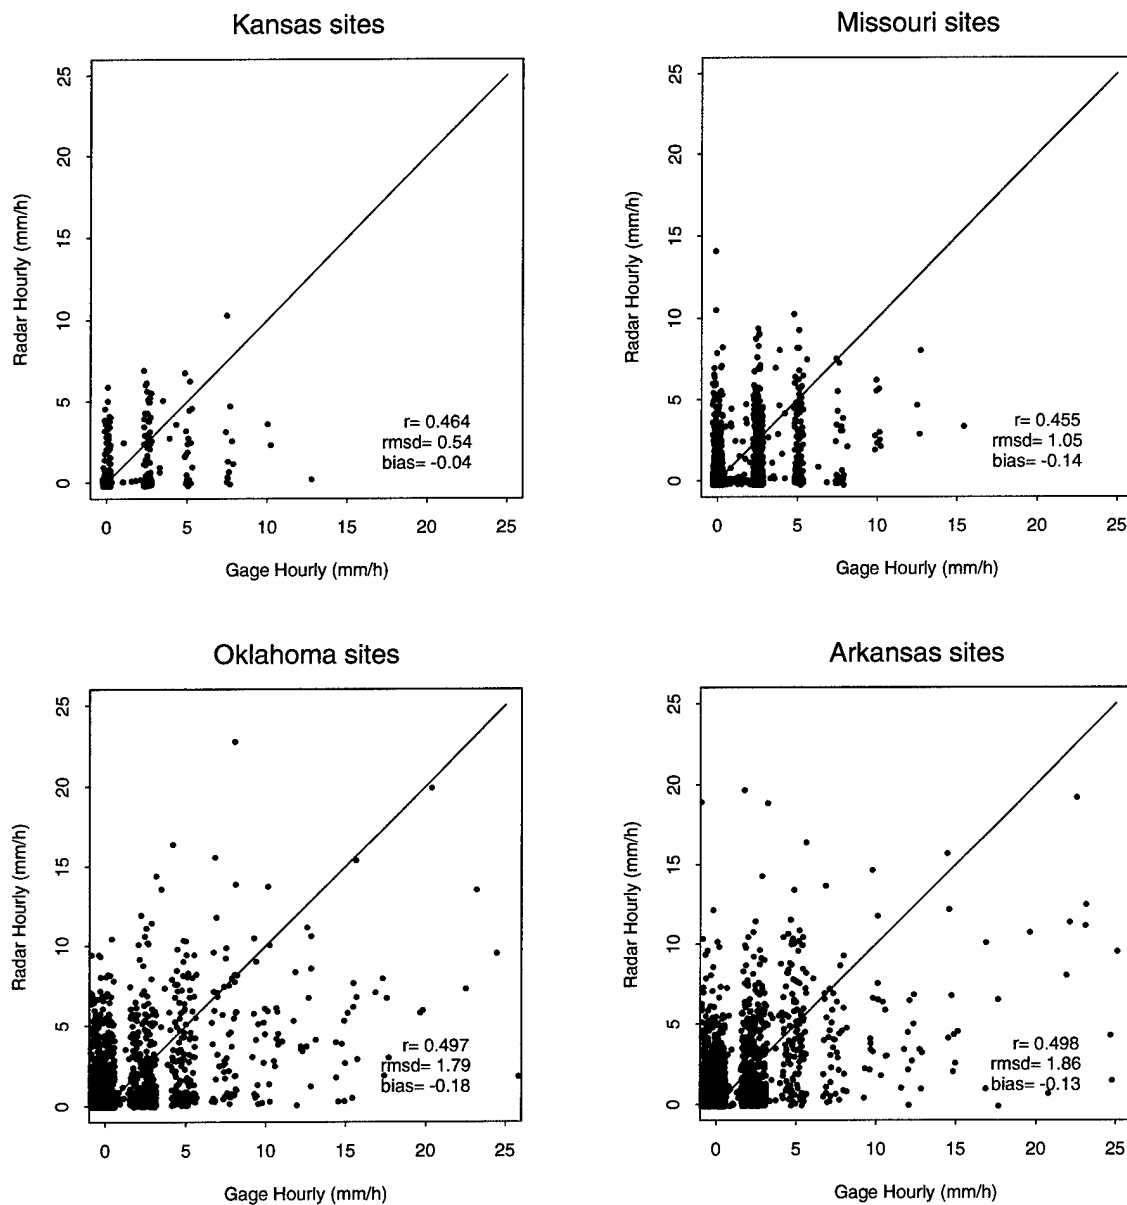 Kansas sites
25
20
15
10
5
0
Radar Hourly (mm/h)
r= 0.464
rmsd= 0.54
bias= -0.04
0 5 10 15 20 25
Gage Hourly (mm/h)
Missouri sites
25
20
15
10
5
0
Radar Hourly (mm/h)
r= 0.455
rmsd= 1.05
bias= -0.14
0 5 10 15 20 25
Gage Hourly (mm/h)
Oklahoma sites
25
20
15
10
5
0
Radar Hourly (mm/h)
r= 0.497
rmsd= 1.79
bias= -0.18
0 5 10 15 20 25
Gage Hourly (mm/h)
Arkansas sites
25
20
15
10
5
0
Radar Hourly (mm/h)
r= 0.498
rmsd= 1.86
bias= -0.13
0 5 10 15 20 25
Gage Hourly (mm/h)